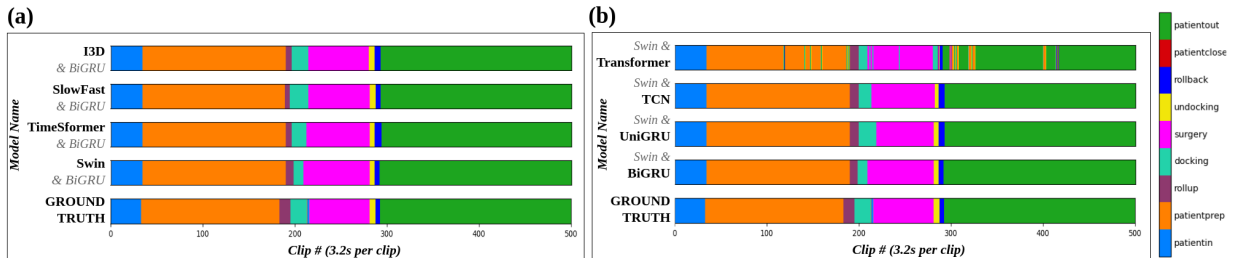 (a)
Model Name
I3D
& BiGRU
SlowFast
& BiGRU
TimeSformer
& BiGRU
Swin
& BiGRU
GROUND
TRUTH
0 100 200 300 400 500
Clip # (3.2s per clip)
(b)
Model Name
Swin &
Transformer
Swin &
TCN
Swin &
UniGRU
Swin &
BiGRU
GROUND
TRUTH
0 100 200 300 400 500
Clip # (3.2s per clip)
patientout
patientclose
rollback
undocking
surgery
docking
rollup
patientprep
patientin